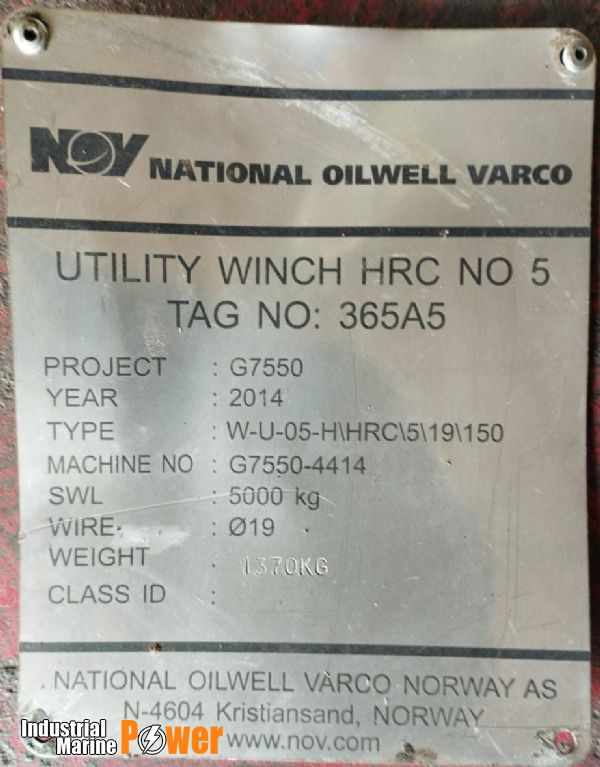 NOV NATIONAL OILWELL VARCO
UTILITY WINCH HRC NO 5
TAG NO: 365A5
PROJECT : G7550
YEAR : 2014
TYPE : W-U-05-H\HRC\5\19\150
MACHINE NO : G7550-4414
SWL : 5000 kg
WIRE : Ø19
WEIGHT : 1370KG
CLASS ID :
NATIONAL OILWELL VARCO NORWAY AS
N-4604 Kristiansand, NORWAY
www.nov.com
Industrial
Marine Power